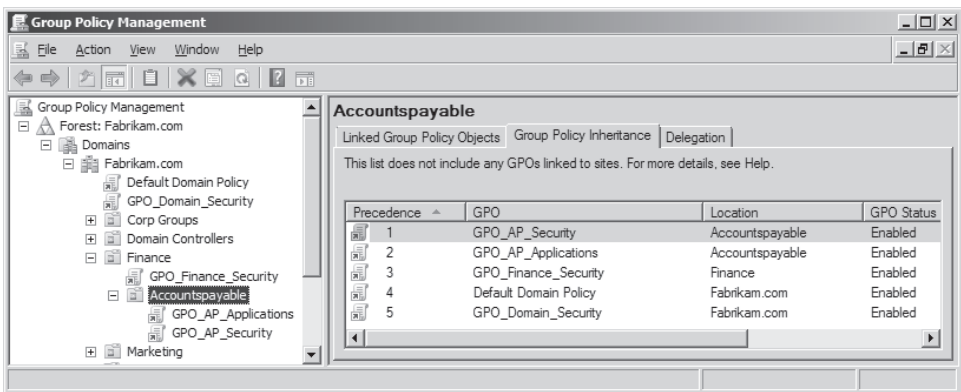 Group Policy Management
File Action View Window Help
Group Policy Management
Forest: Fabrikam.com
Domains
Fabrikam.com
Default Domain Policy
GPO_Domain_Security
Corp Groups
Domain Controllers
Finance
GPO_Finance_Security
Accountspayable
GPO_AP_Applications
GPO_AP_Security
Marketing
Accountspayable
Linked Group Policy Objects Group Policy Inheritance Delegation
This list does not include any GPOs linked to sites. For more details, see Help.
Precedence GPO Location GPO Status
1 GPO_AP_Security Accountspayable Enabled
2 GPO_AP_Applications Accountspayable Enabled
3 GPO_Finance_Security Finance Enabled
4 Default Domain Policy Fabrikam.com Enabled
5 GPO_Domain_Security Fabrikam.com Enabled